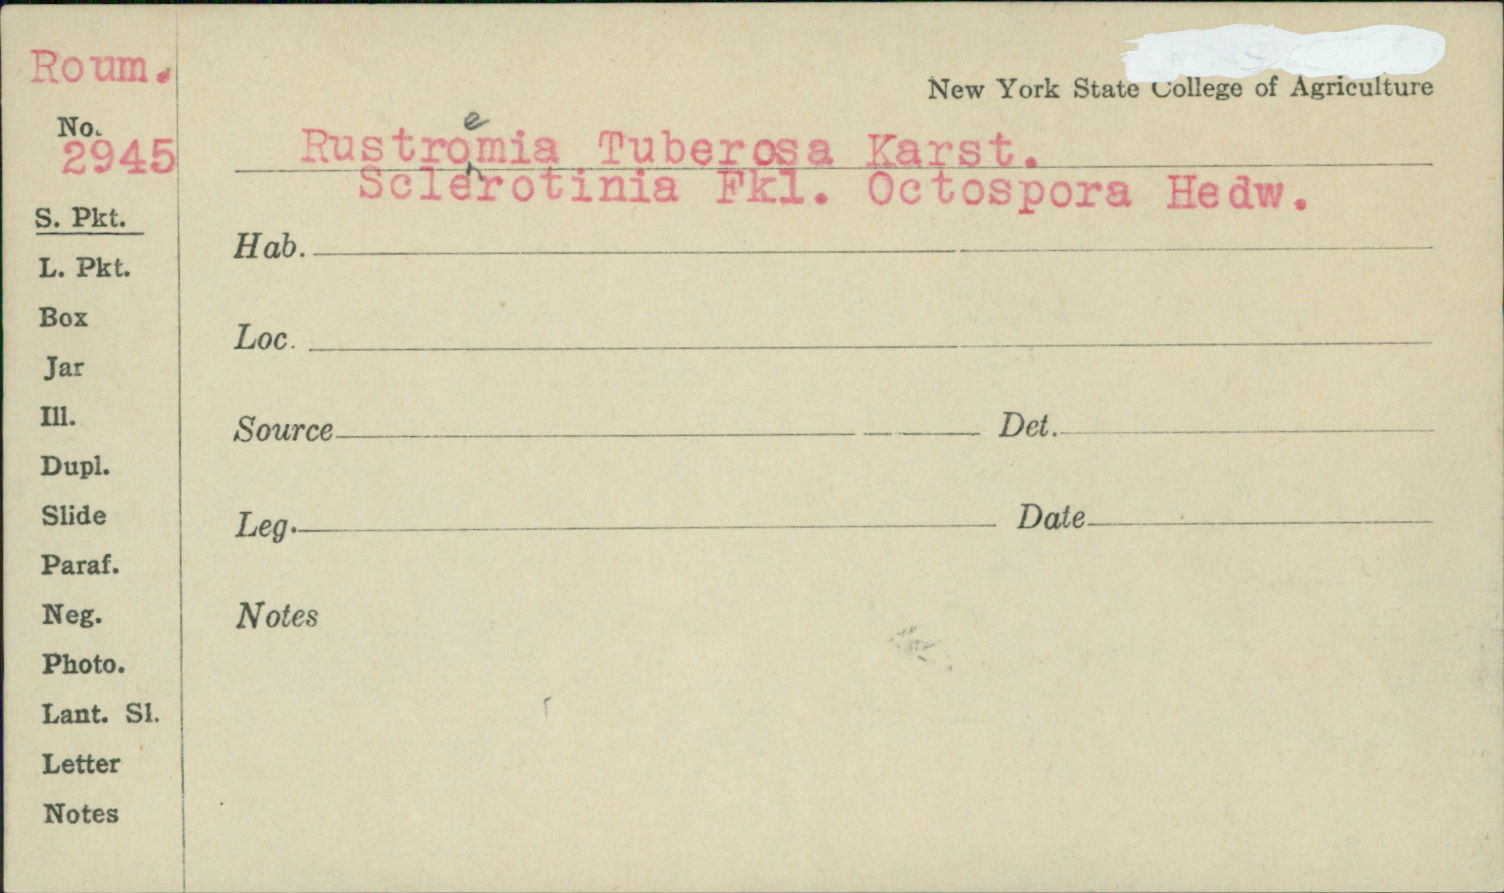 Roum.
New York State College of Agriculture
No.
2945
e
Rustromia Tuberosa Karst.
Sclerotinia Fkl. Octospora Hedw.
S. Pkt.
Hab.
L. Pkt.
Box
Loc.
Jar
Ill.
Source Det.
Dupl.
Slide
Leg. Date
Paraf.
Neg.
Notes
Photo.
Lant. Sl.
Letter
Notes